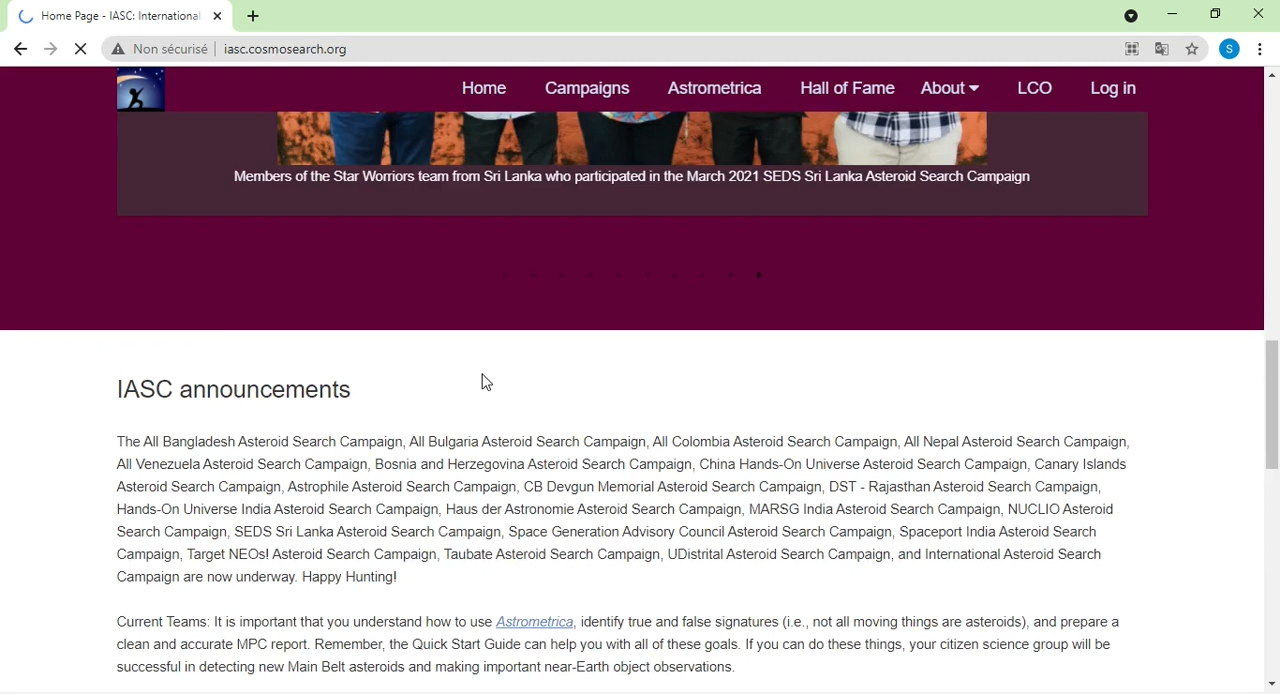 Home Page - IASC: International
Non sécurisé iasc.cosmosearch.org
S
Home Campaigns Astrometrica Hall of Fame About LCO Log in
Members of the Star Worriors team from Sri Lanka who participated in the March 2021 SEDS Sri Lanka Asteroid Search Campaign
IASC announcements
The All Bangladesh Asteroid Search Campaign, All Bulgaria Asteroid Search Campaign, All Colombia Asteroid Search Campaign, All Nepal Asteroid Search Campaign,
All Venezuela Asteroid Search Campaign, Bosnia and Herzegovina Asteroid Search Campaign, China Hands-On Universe Asteroid Search Campaign, Canary Islands
Asteroid Search Campaign, Astrophile Asteroid Search Campaign, CB Devgun Memorial Asteroid Search Campaign, DST - Rajasthan Asteroid Search Campaign,
Hands-On Universe India Asteroid Search Campaign, Haus der Astronomie Asteroid Search Campaign, MARSG India Asteroid Search Campaign, NUCLIO Asteroid
Search Campaign, SEDS Sri Lanka Asteroid Search Campaign, Space Generation Advisory Council Asteroid Search Campaign, Spaceport India Asteroid Search
Campaign, Target NEOs! Asteroid Search Campaign, Taubate Asteroid Search Campaign, UDistrital Asteroid Search Campaign, and International Asteroid Search
Campaign are now underway. Happy Hunting!
Current Teams: It is important that you understand how to use Astrometrica, identify true and false signatures (i.e., not all moving things are asteroids), and prepare a
clean and accurate MPC report. Remember, the Quick Start Guide can help you with all of these goals. If you can do these things, your citizen science group will be
successful in detecting new Main Belt asteroids and making important near-Earth object observations.